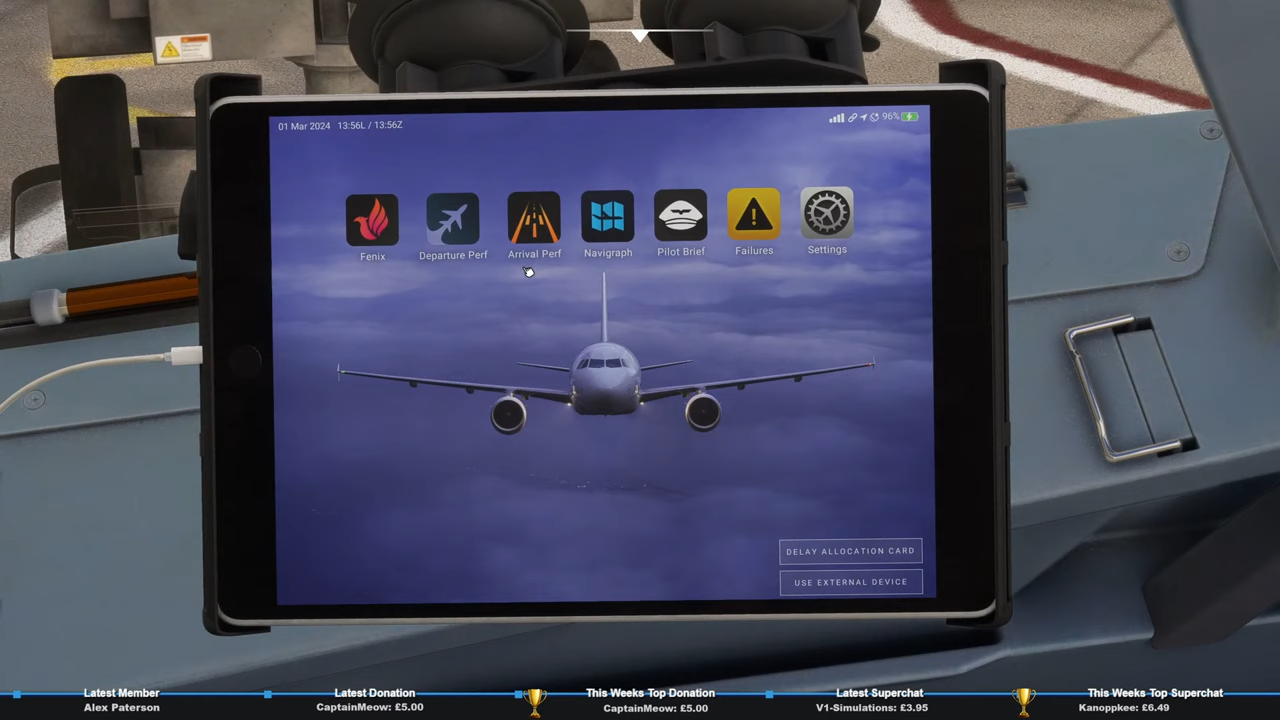 01 Mar 2024 13:56L / 13:56Z
96%
Fenix
Departure Perf
Arrival Perf
Navigraph
Pilot Brief
Failures
Settings
DELAY ALLOCATION CARD
USE EXTERNAL DEVICE
Latest Member
Alex Paterson
Latest Donation
CaptainMeow: £5.00
This Weeks Top Donation
CaptainMeow: £5.00
Latest Superchat
V1-Simulations: £3.95
This Weeks Top Superchat
Kanoppkee: £6.49